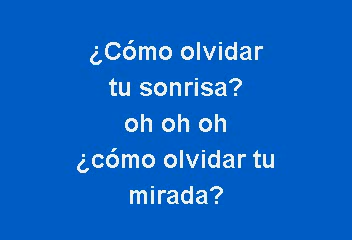 ¿Cómo olvidar
tu sonrisa?
oh oh oh
¿cómo olvidar tu
mirada?